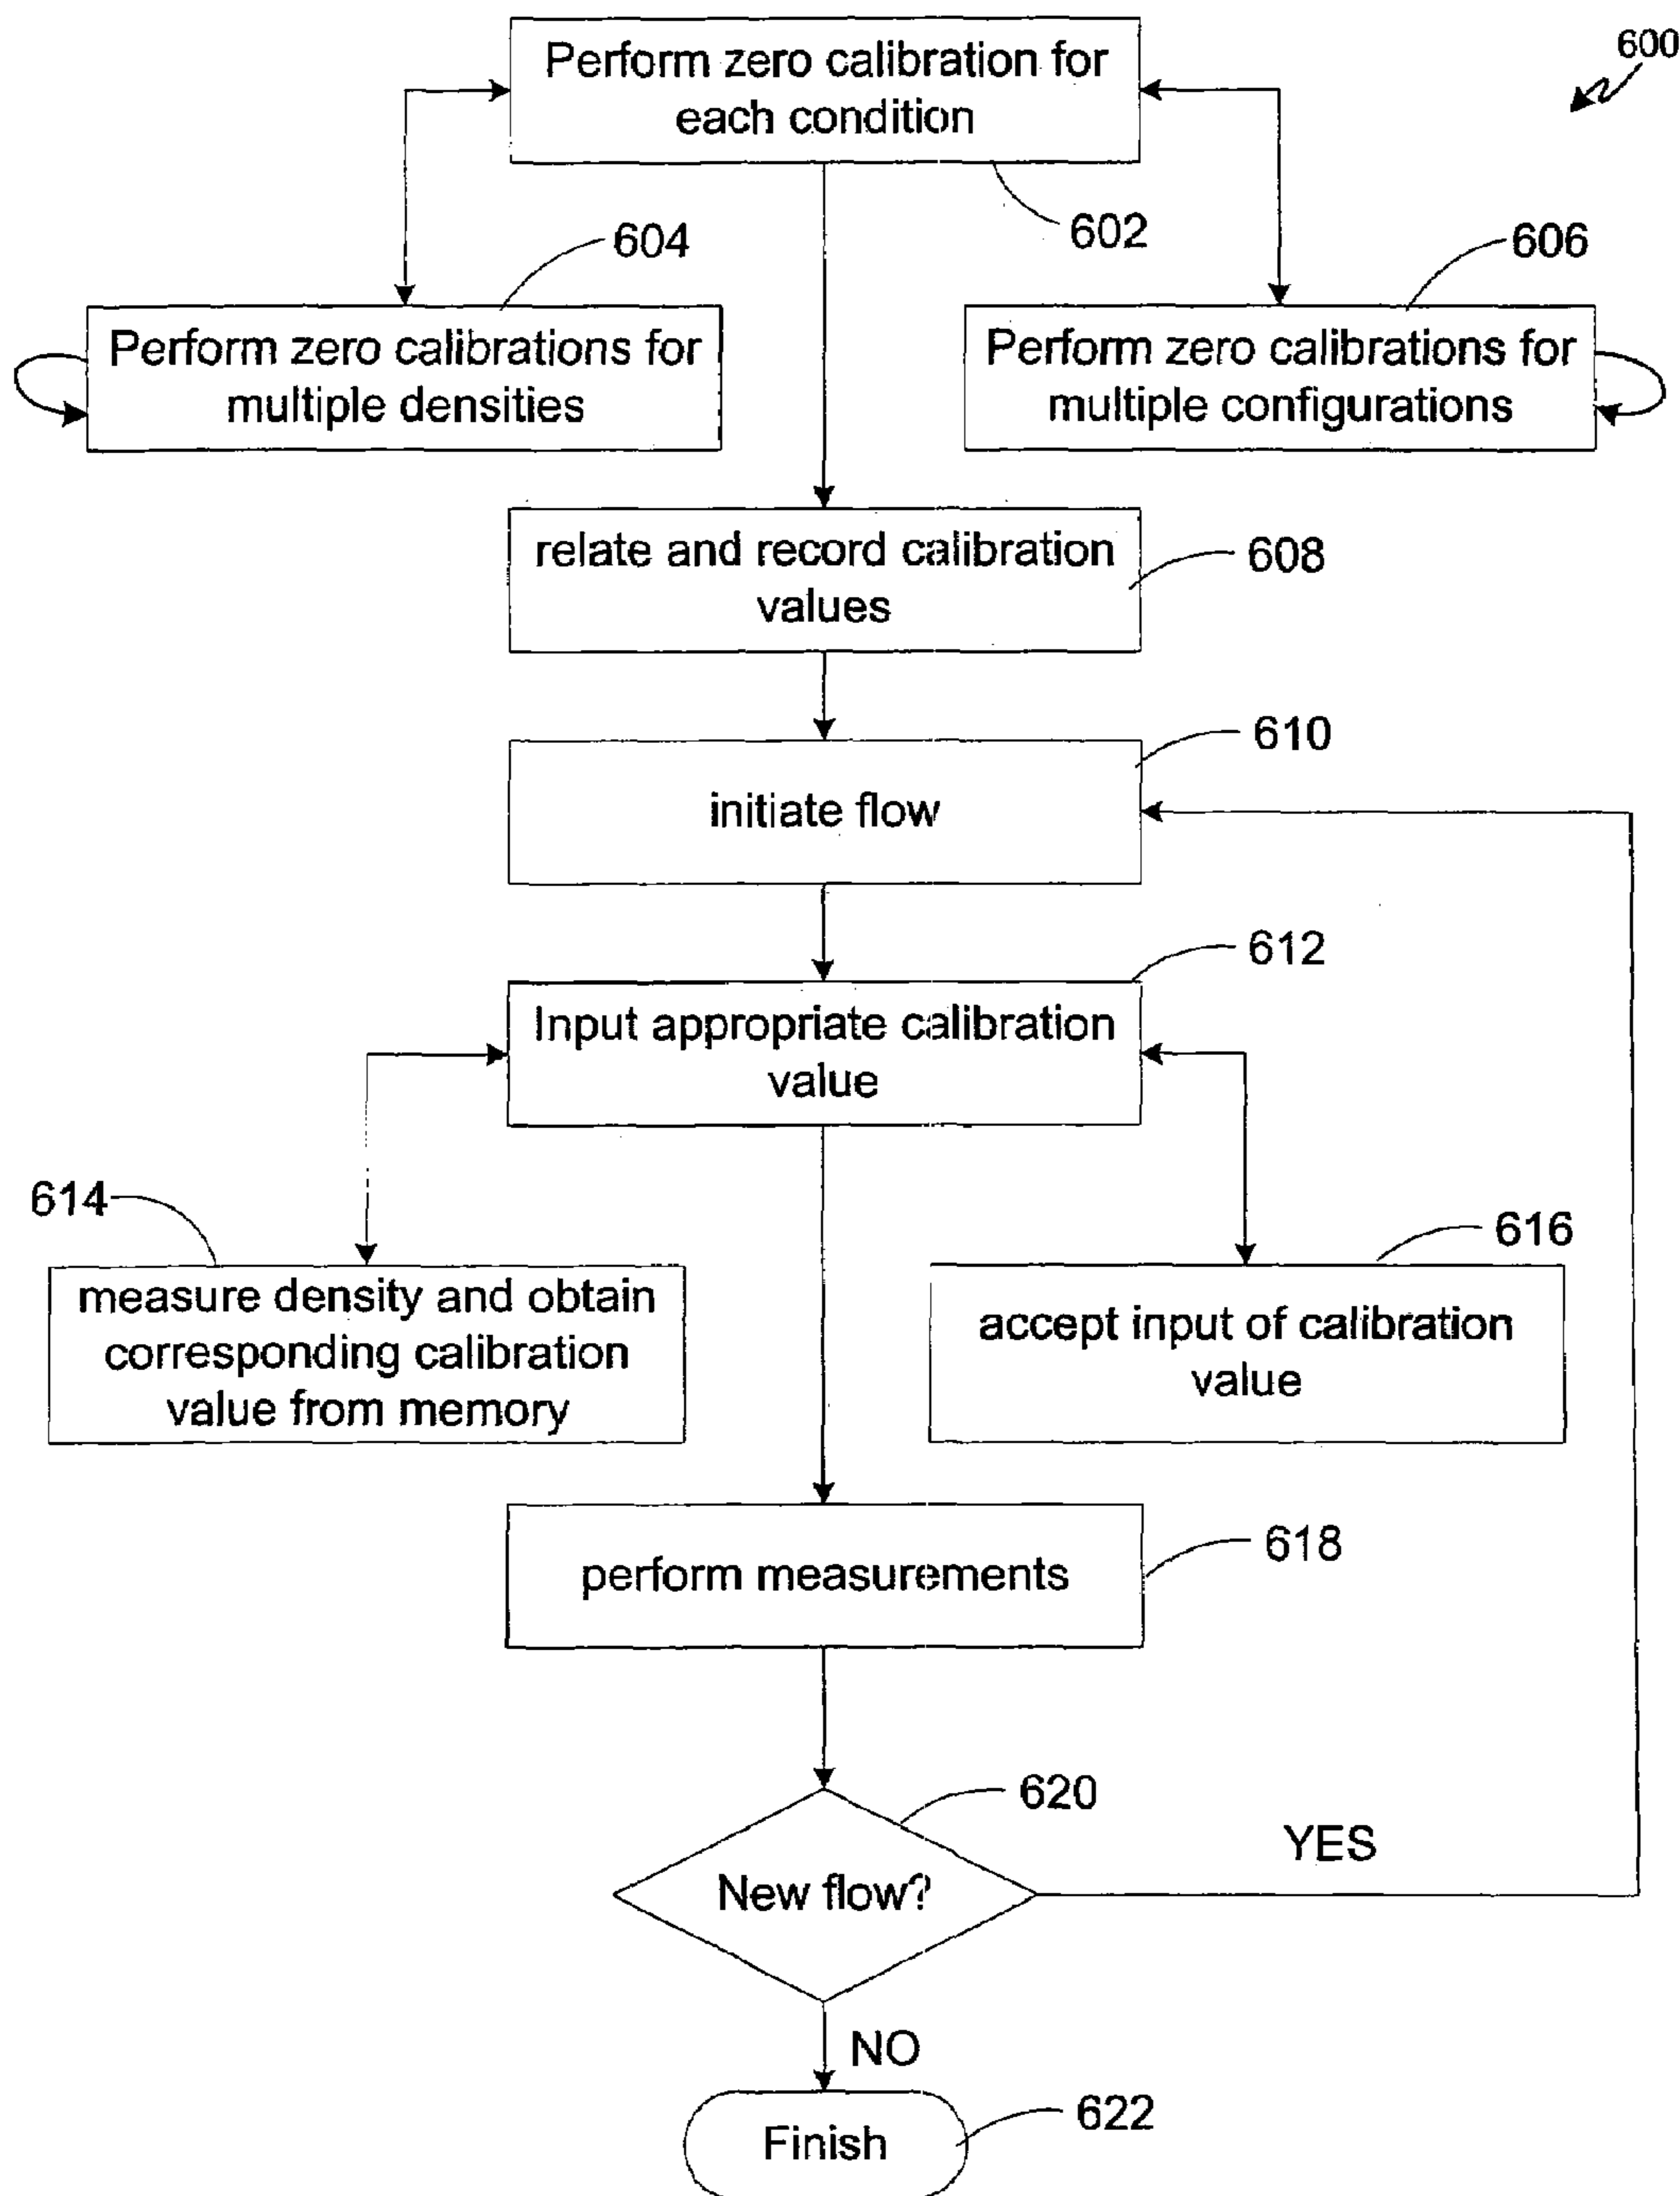 600
Perform zero calibration for
each condition
602
604
606
Perform zero calibrations for
multiple densities
Perform zero calibrations for
multiple configurations
relate and record calibration
values
608
610
initiate flow
612
Input appropriate calibration
value
614
616
measure density and obtain
corresponding calibration
value from memory
accept input of calibration
value
618
perform measurements
620
New flow?
YES
NO
Finish
622